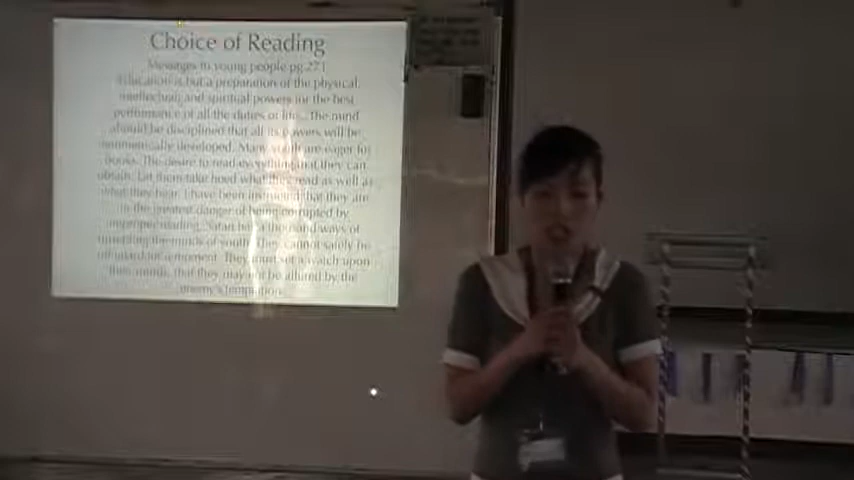 Choice of Reading
Messages to young people pg.271
Education is but a preparation of the physical,
intellectual, and spiritual powers for the best
performance of all the duties of life... The mind
should be disciplined that all its powers will be
symmetrically developed. Many youth are eager for
books. The desire to read everything that they can
obtain. Let them take heed what they read as well as
what they hear. I have been instructed that they are
in the greatest danger of being corrupted by
improper reading. Satan has a thousand ways of
unsettling the minds of youth. They cannot safely be
off guard for a moment. They must set a watch upon
their minds, that they may not be allured by the
enemy's temptations.